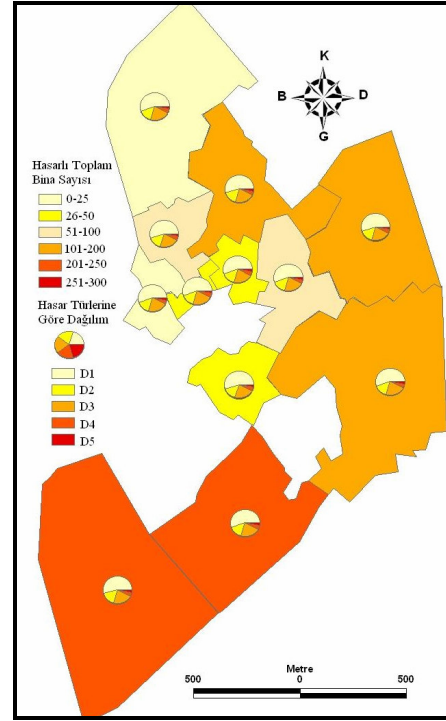 K
B
D
G
Hasarlı Toplam
Bina Sayısı
0-25
26-50
51-100
101-200
201-250
251-300
Hasar Türlerine
Göre Dağılım
D1
D2
D3
D4
D5
Metre
500
0
500